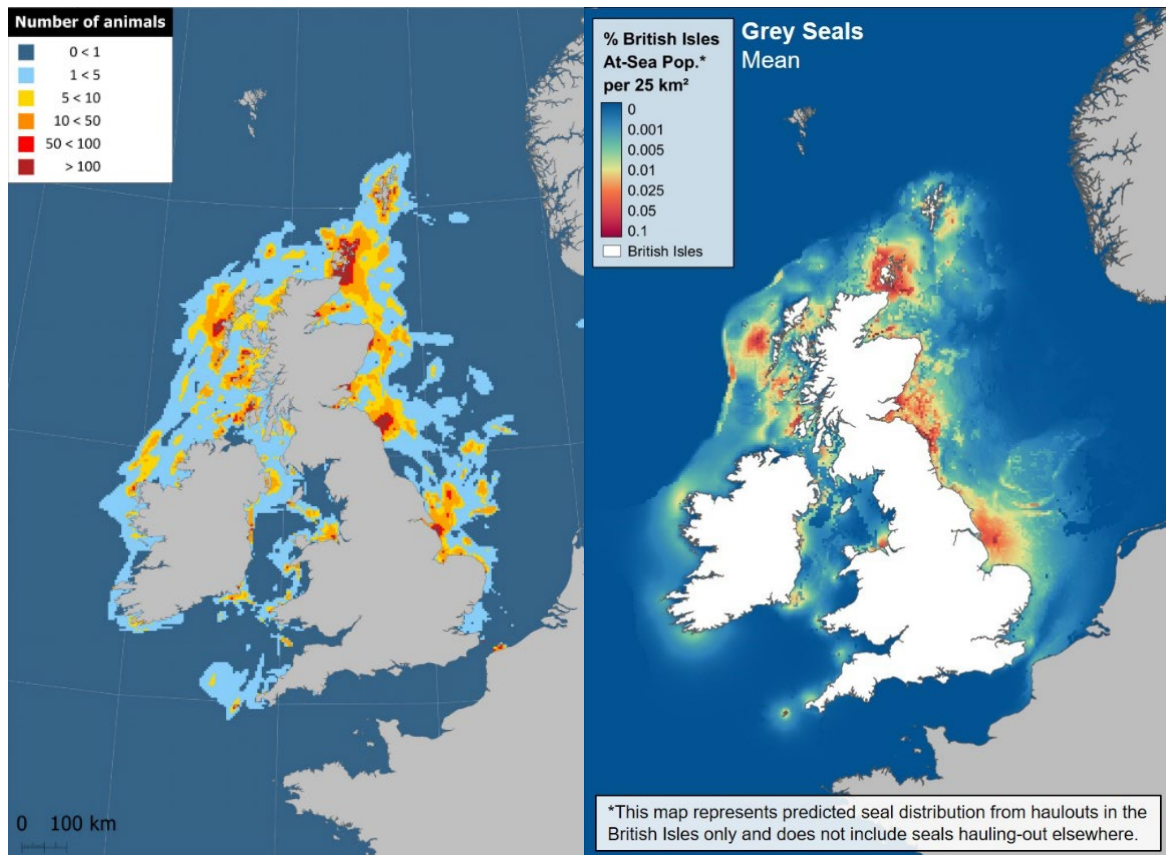 Number of animals
0 < 1
1 < 5
5 < 10
10 < 50
50 < 100
> 100
0 100 km
% British Isles
At-Sea Pop.*
per 25 km²
0
0.001
0.005
0.01
0.025
0.05
0.1
British Isles
Grey Seals
Mean
*This map represents predicted seal distribution from haulouts in the
British Isles only and does not include seals hauling-out elsewhere.